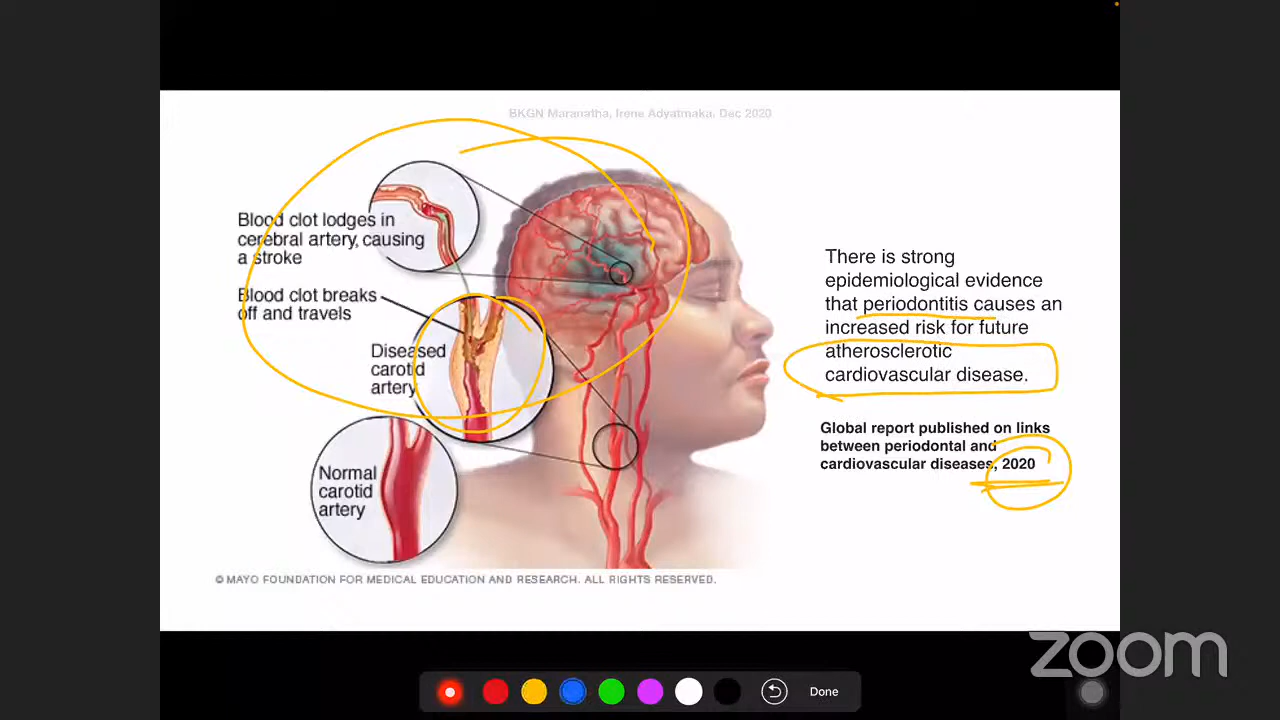 BKGN Maranatha, Irene Adyatmaka, Dec 2020
Blood clot lodges in
cerebral artery, causing
a stroke
Blood clot breaks
off and travels
Diseased
carotid
artery
Normal
carotid
artery
© MAYO FOUNDATION FOR MEDICAL EDUCATION AND RESEARCH. ALL RIGHTS RESERVED.
There is strong
epidemiological evidence
that periodontitis causes an
increased risk for future
atherosclerotic
cardiovascular disease.
Global report published on links
between periodontal and
cardiovascular diseases, 2020
zoom
Done